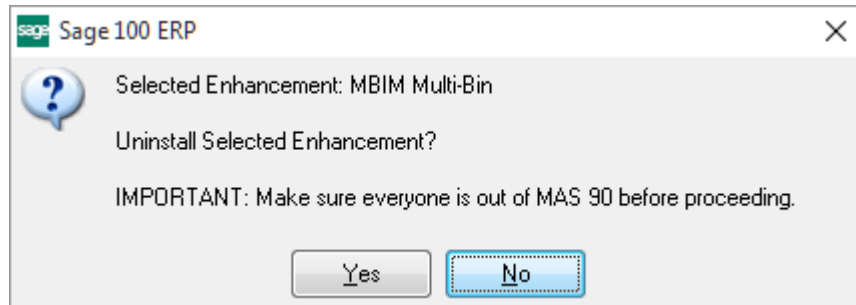 sage Sage 100 ERP
Selected Enhancement: MBIM Multi-Bin
Uninstall Selected Enhancement?
IMPORTANT: Make sure everyone is out of MAS 90 before proceeding.
Yes No